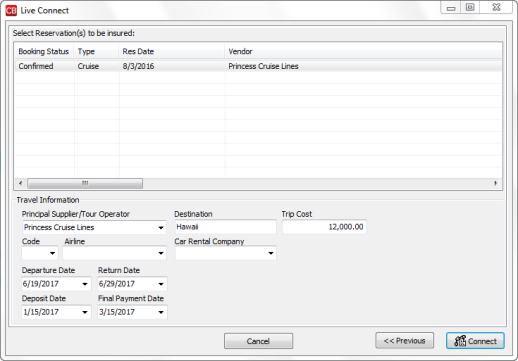 CB Live Connect
Select Reservation(s) to be insured:
Booking Status Type Res Date Vendor
Confirmed Cruise 8/3/2016 Princess Cruise Lines
Travel Information
Principal Supplier/Tour Operator Destination Trip Cost
Princess Cruise Lines Hawaii 12,000.00
Code Airline Car Rental Company
Departure Date Return Date
6/19/2017 6/29/2017
Deposit Date Final Payment Date
1/15/2017 3/15/2017
Cancel << Previous Connect